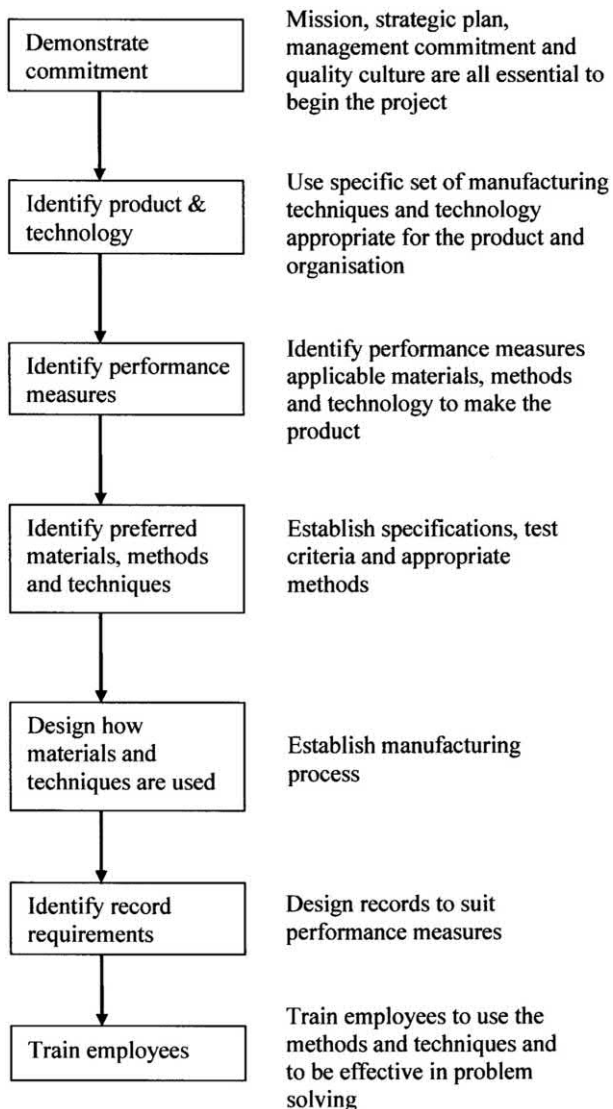 Demonstrate
commitment
Mission, strategic plan,
management commitment and
quality culture are all essential to
begin the project
Identify product &
technology
Use specific set of manufacturing
techniques and technology
appropriate for the product and
organisation
Identify performance
measures
Identify performance measures
applicable materials, methods
and technology to make the
product
Identify preferred
materials, methods
and techniques
Establish specifications, test
criteria and appropriate
methods
Design how
materials and
techniques are used
Establish manufacturing
process
Identify record
requirements
Design records to suit
performance measures
Train employees
Train employees to use the
methods and techniques and
to be effective in problem
solving